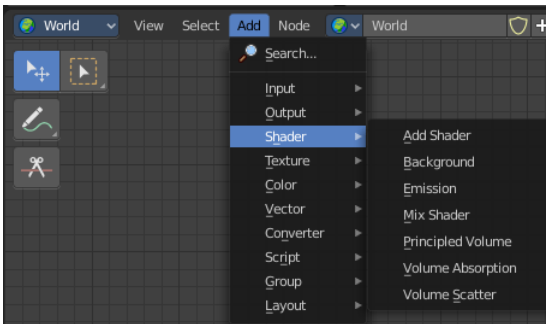 World View Select Add Node World
Search...
Input
Output
Shader
Texture
Color
Vector
Converter
Script
Group
Layout
Add Shader
Background
Emission
Mix Shader
Principled Volume
Volume Absorption
Volume Scatter